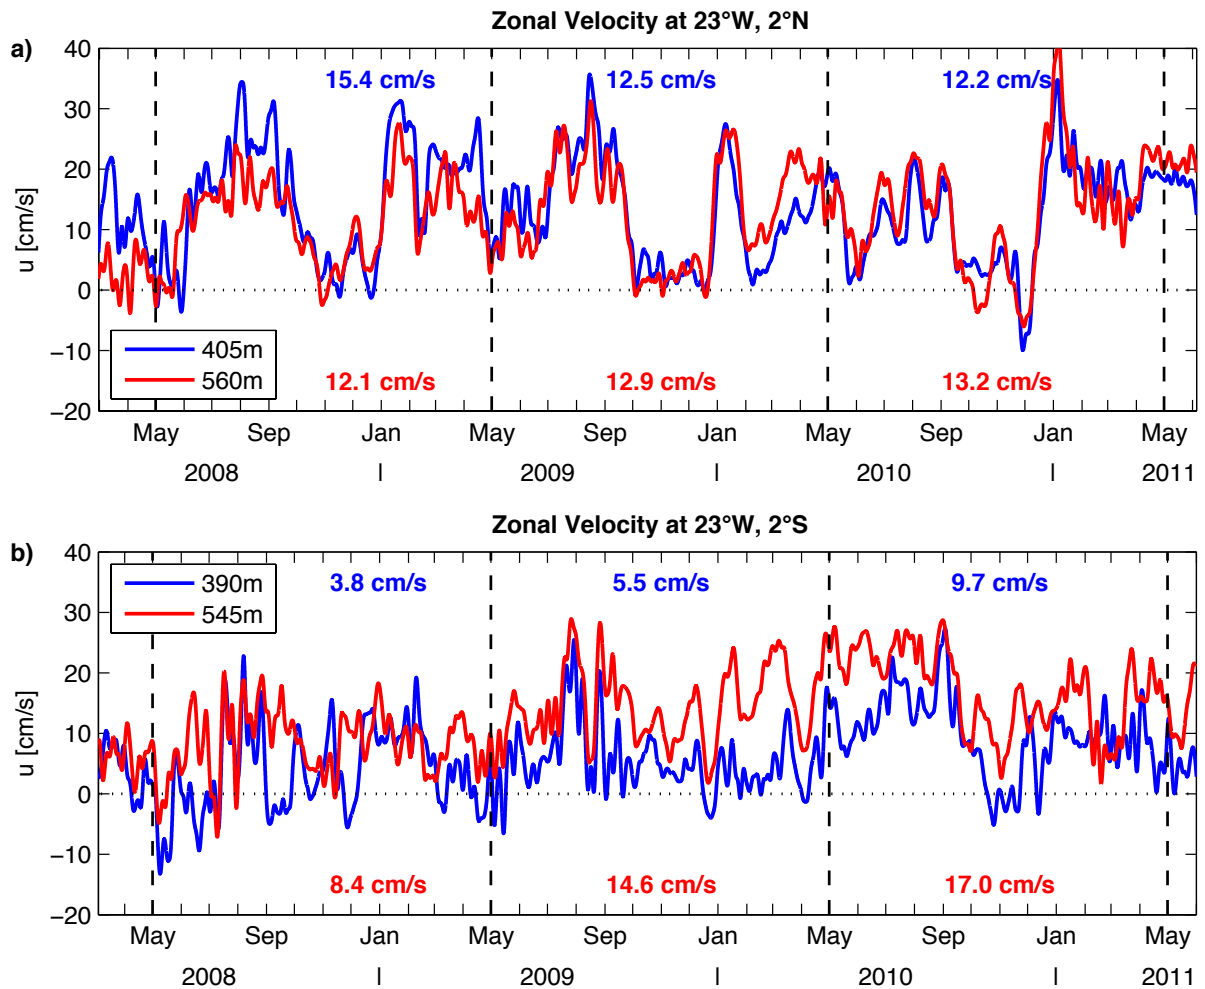 Zonal Velocity at 23°W, 2°N
a)
40
15.4 cm/s 12.5 cm/s 12.2 cm/s
30
20
u [cm/s]
10
0
−10
−20
405m
560m
12.1 cm/s 12.9 cm/s 13.2 cm/s
May Sep Jan May Sep Jan May Sep Jan May
2008 | 2009 | 2010 | 2011
Zonal Velocity at 23°W, 2°S
b)
40
390m
545m
3.8 cm/s 5.5 cm/s 9.7 cm/s
30
20
u [cm/s]
10
0
−10
−20
8.4 cm/s 14.6 cm/s 17.0 cm/s
May Sep Jan May Sep Jan May Sep Jan May
2008 | 2009 | 2010 | 2011